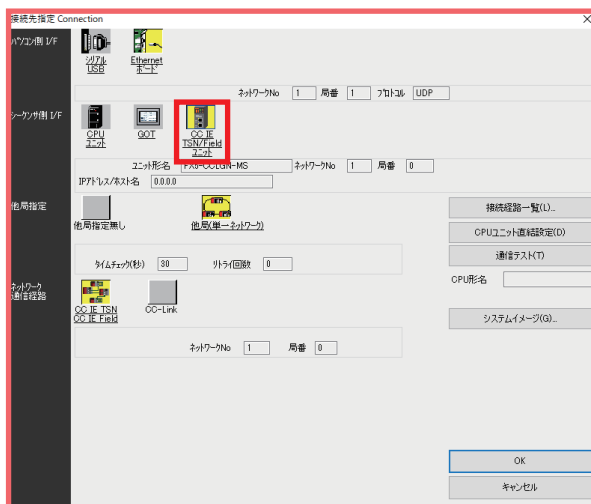 接続先指定 Connection
パソコン側 I/F
シリアル
USB
Ethernet
ボード
ネットワークNo 1 局番 1 プロトコル UDP
シーケンサ側 I/F
CPU
ユニット
GOT
CC IE
TSN/Field
ユニット
ユニット形名 FX5-CCLGN-MS ネットワークNo 1 局番 0
IPアドレス/ホスト名 0.0.0.0
他局指定
他局指定無し
他局(単一ネットワーク)
タイムチェック(秒) 30 リトライ回数 0
接続経路一覧(L)...
CPUユニット直結設定(D)
通信テスト(T)
CPU形名
システムイメージ(G)...
ネットワーク
通信経路
CC IE TSN
CC IE Field
CC-Link
ネットワークNo 1 局番 0
OK
キャンセル